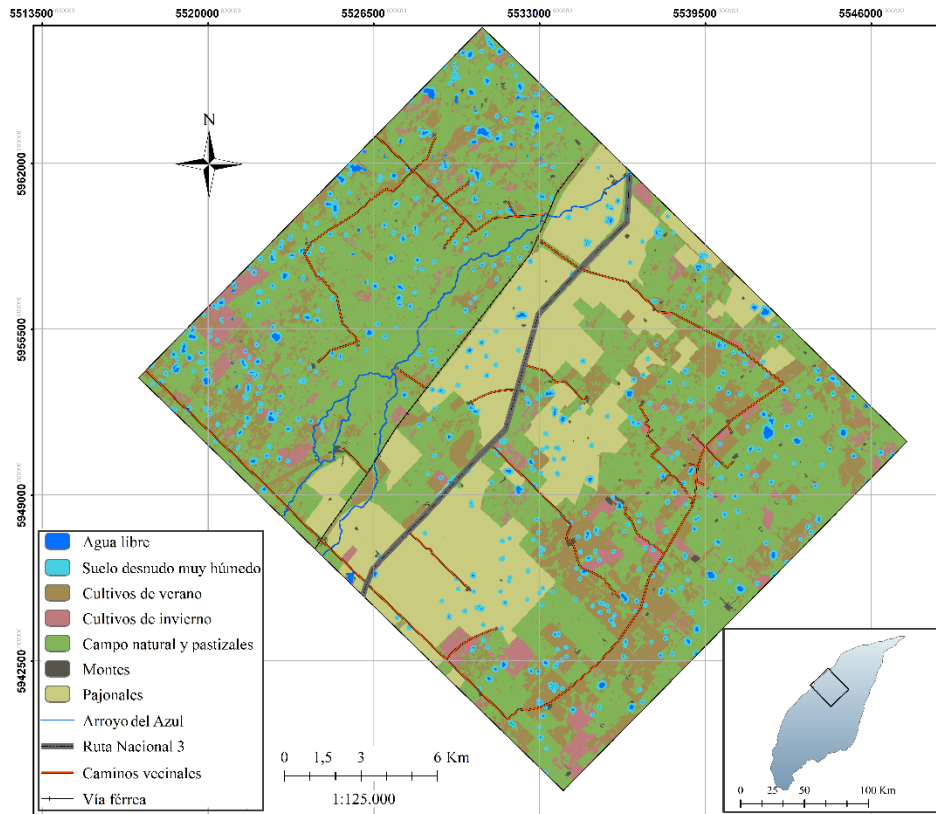 5513500 5520000 5526500 5533000 5539500 5546000
N
5962000
5955500
5949000
5942500
Agua libre
Suelo desnudo muy húmedo
Cultivos de verano
Cultivos de invierno
Campo natural y pastizales
Montes
Pajonales
Arroyo del Azul
Ruta Nacional 3
Caminos vecinales
Vía férrea
0 1,5 3 6 Km
1:125.000
0 25 50 100 Km